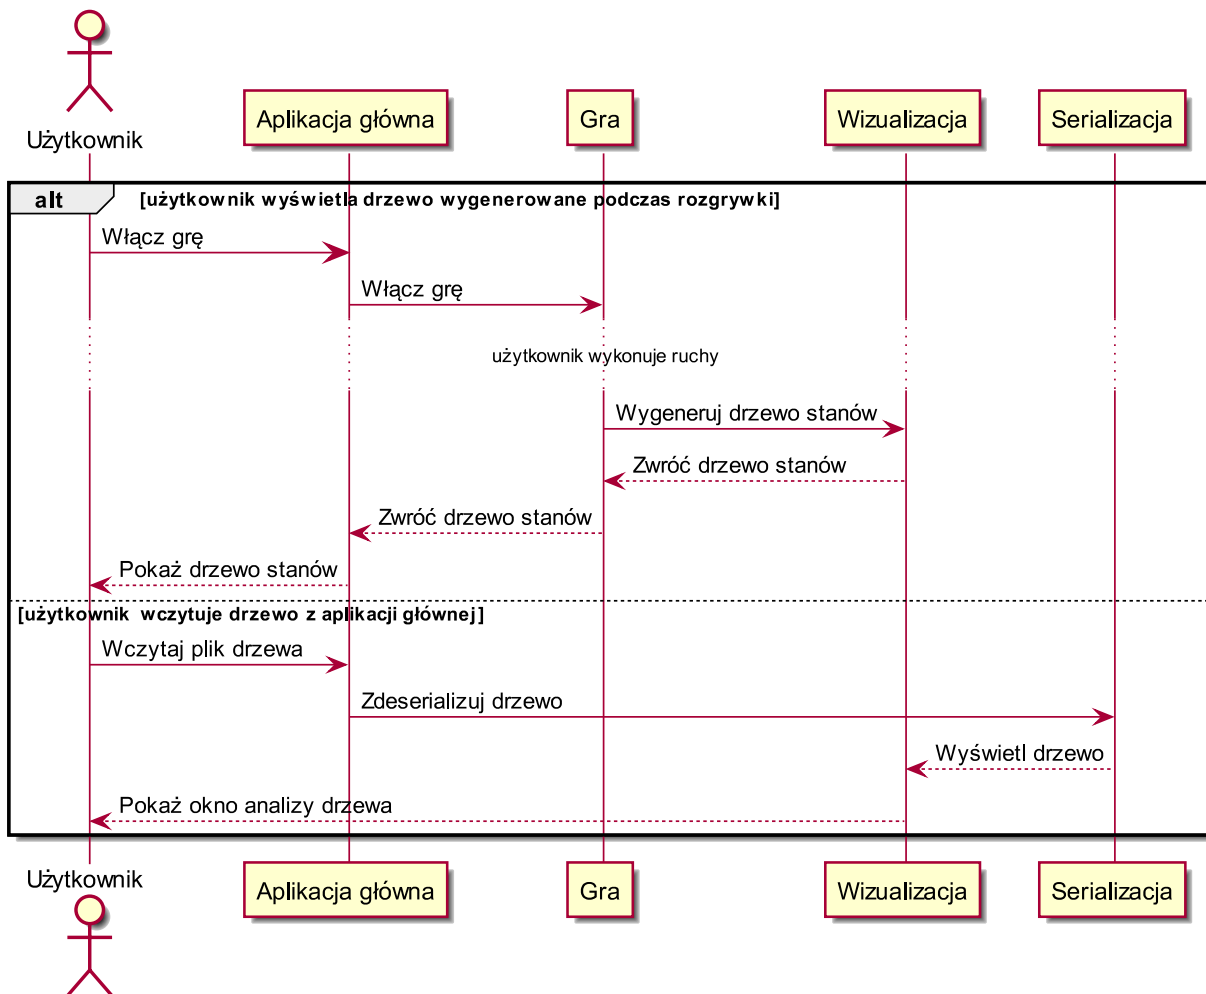 Użytkownik
Aplikacja główna
Gra
Wizualizacja
Serializacja
alt
[użytkownik wyświetla drzewo wygenerowane podczas rozgrywki]
Włącz grę
Włącz grę
użytkownik wykonuje ruchy
Wygeneruj drzewo stanów
Zwróć drzewo stanów
Zwróć drzewo stanów
Pokaż drzewo stanów
[użytkownik wczytuje drzewo z aplikacji głównej]
Wczytaj plik drzewa
Zdeserializuj drzewo
Wyświetl drzewo
Pokaż okno analizy drzewa
Użytkownik
Aplikacja główna
Gra
Wizualizacja
Serializacja